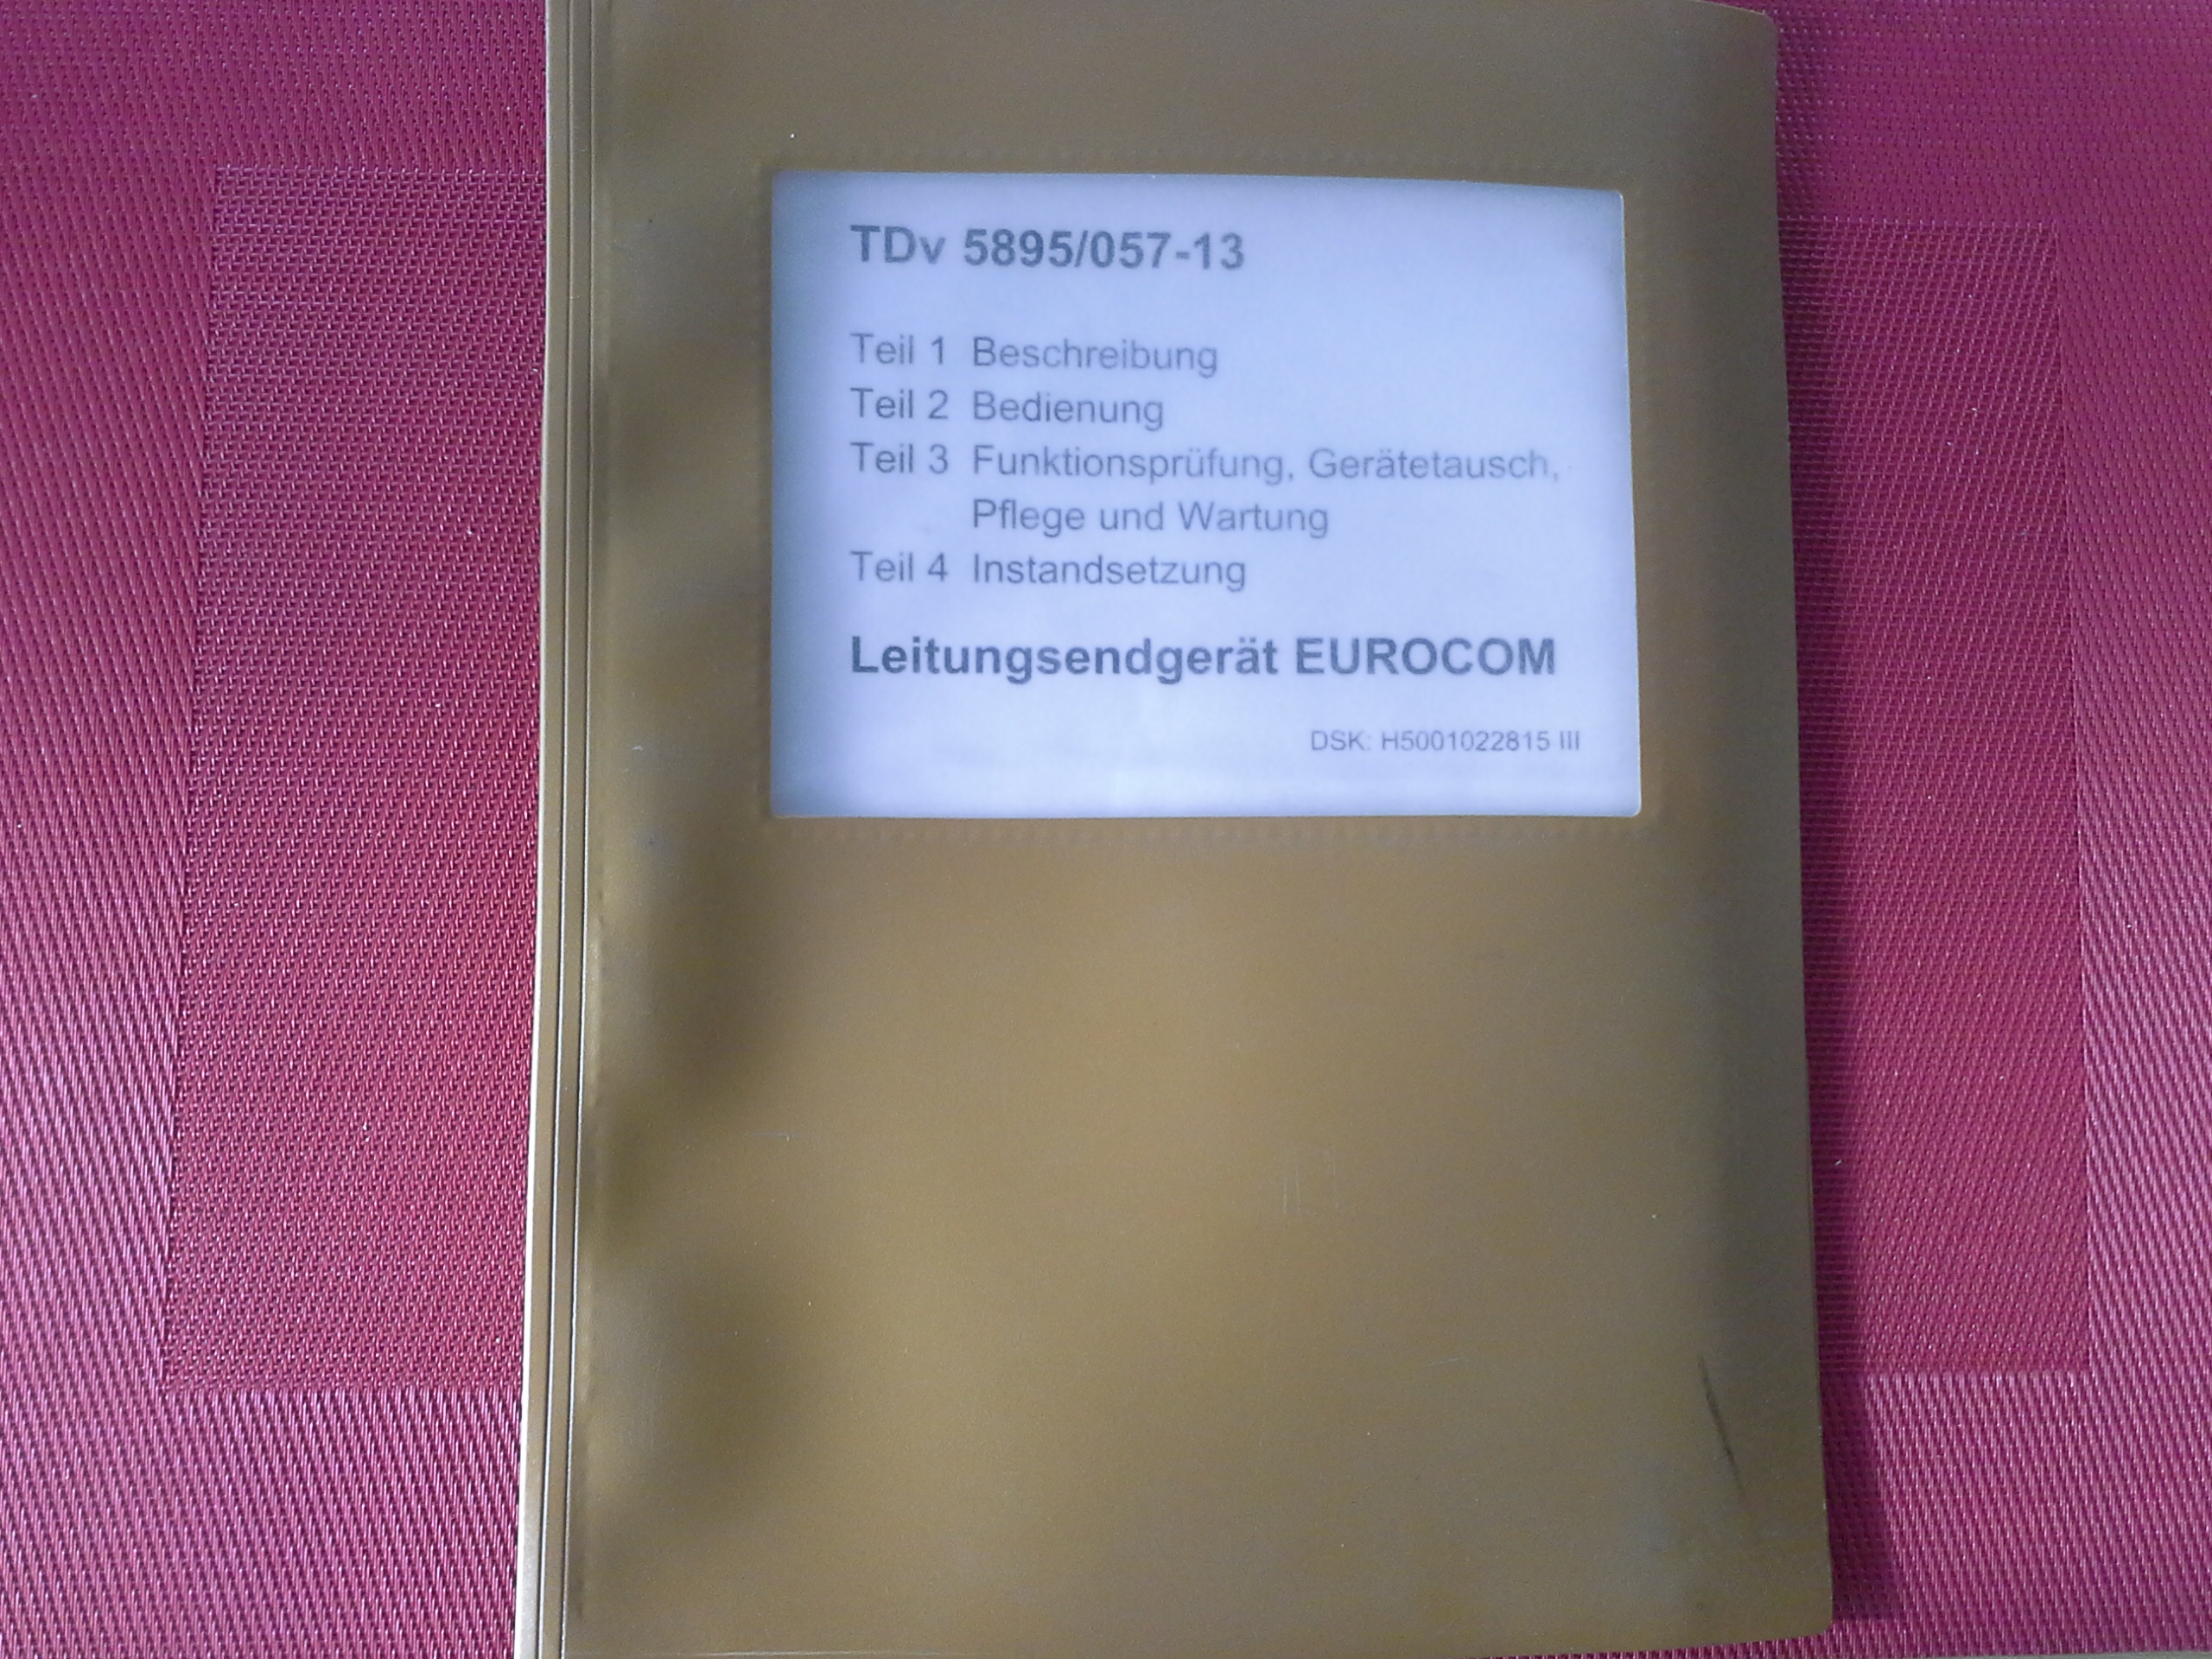 TDv 5895/057-13
Teil 1 Beschreibung
Teil 2 Bedienung
Teil 3 Funktionsprüfung, Gerätetausch,
Pflege und Wartung
Teil 4 Instandsetzung
Leitungsendgerät EUROCOM
DSK: H5001022815 III